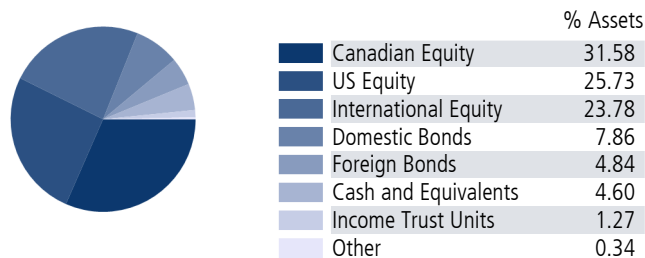 % Assets
Canadian Equity 31.58
US Equity 25.73
International Equity 23.78
Domestic Bonds 7.86
Foreign Bonds 4.84
Cash and Equivalents 4.60
Income Trust Units 1.27
Other 0.34